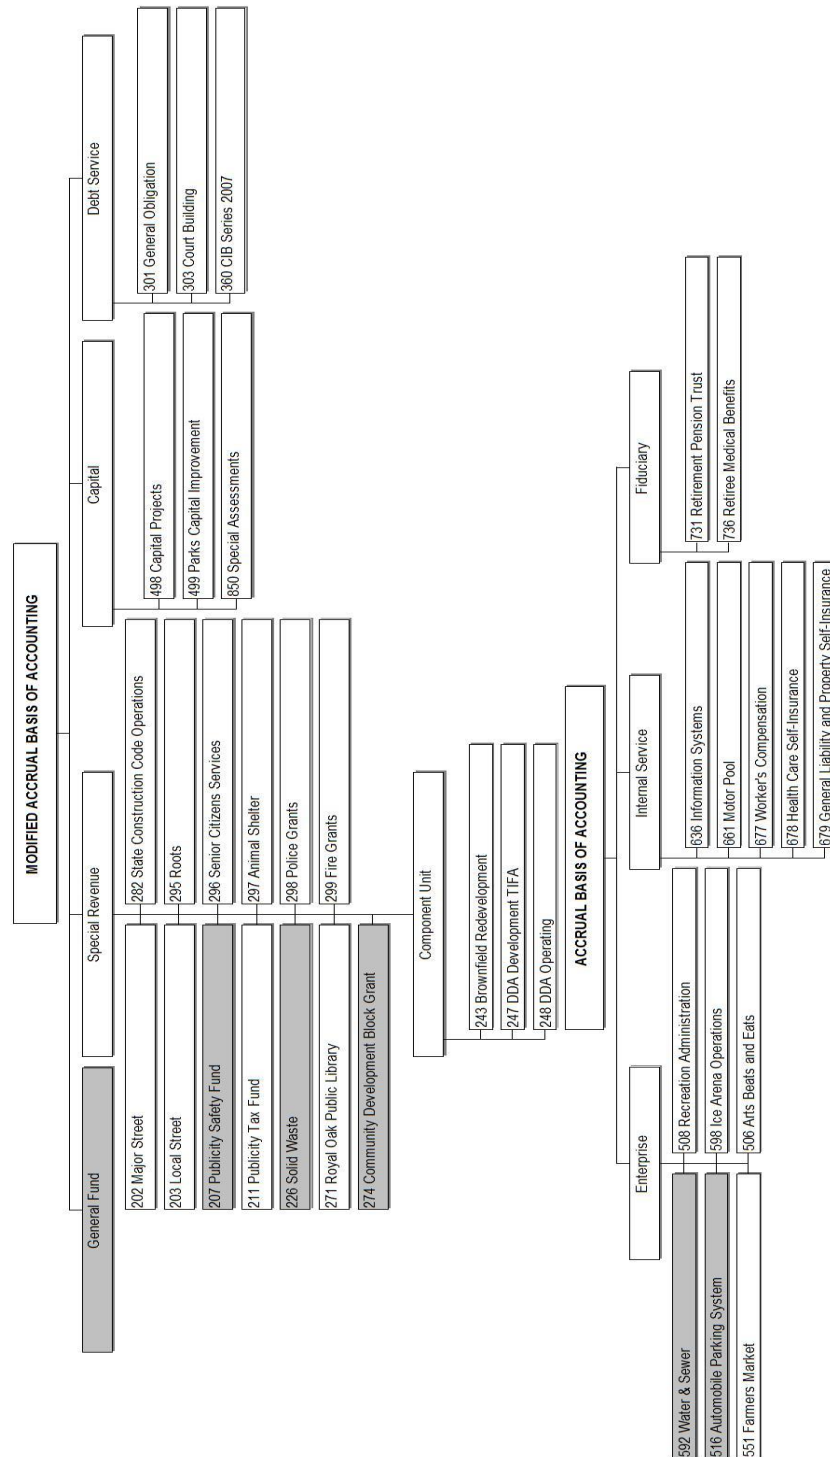 MODIFIED ACCRUAL BASIS OF ACCOUNTING
General Fund
Special Revenue
Capital
Debt Service
202 Major Street
203 Local Street
207 Publicity Safety Fund
211 Publicity Tax Fund
226 Solid Waste
271 Royal Oak Public Library
274 Community Development Block Grant
282 State Construction Code Operations
295 Roots
296 Senior Citizens Services
297 Animal Shelter
298 Police Grants
299 Fire Grants
498 Capital Projects
499 Parks Capital Improvement
850 Special Assessments
301 General Obligation
303 Court Building
360 CIB Series 2007
Component Unit
243 Brownfield Redevelopment
247 DDA Development TIFA
248 DDA Operating
ACCRUAL BASIS OF ACCOUNTING
Enterprise
Internal Service
Fiduciary
592 Water & Sewer
516 Automobile Parking System
551 Farmers Market
508 Recreation Administration
598 Ice Arena Operations
506 Arts Beats and Eats
636 Information Systems
661 Motor Pool
677 Worker's Compensation
678 Health Care Self-Insurance
679 General Liability and Property Self-Insurance
731 Retirement Pension Trust
736 Retiree Medical Benefits